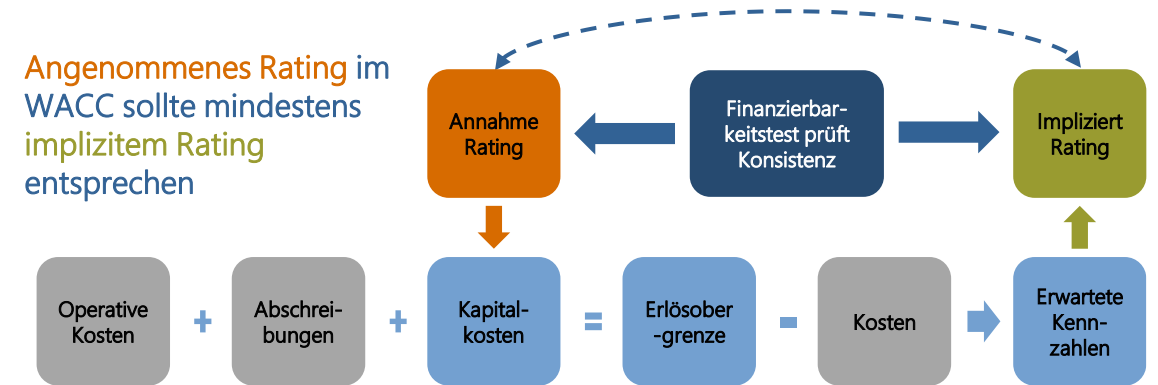 Angenommenes Rating im
WACC sollte mindestens
implizitem Rating
entsprechen
Annahme
Rating
Finanzierbar-
keitstest prüft
Konsistenz
Impliziert
Rating
Operative
Kosten
+
Abschrei-
bungen
+
Kapital-
kosten
=
Erlösober
-grenze
-
Kosten
Erwartete
Kenn-
zahlen